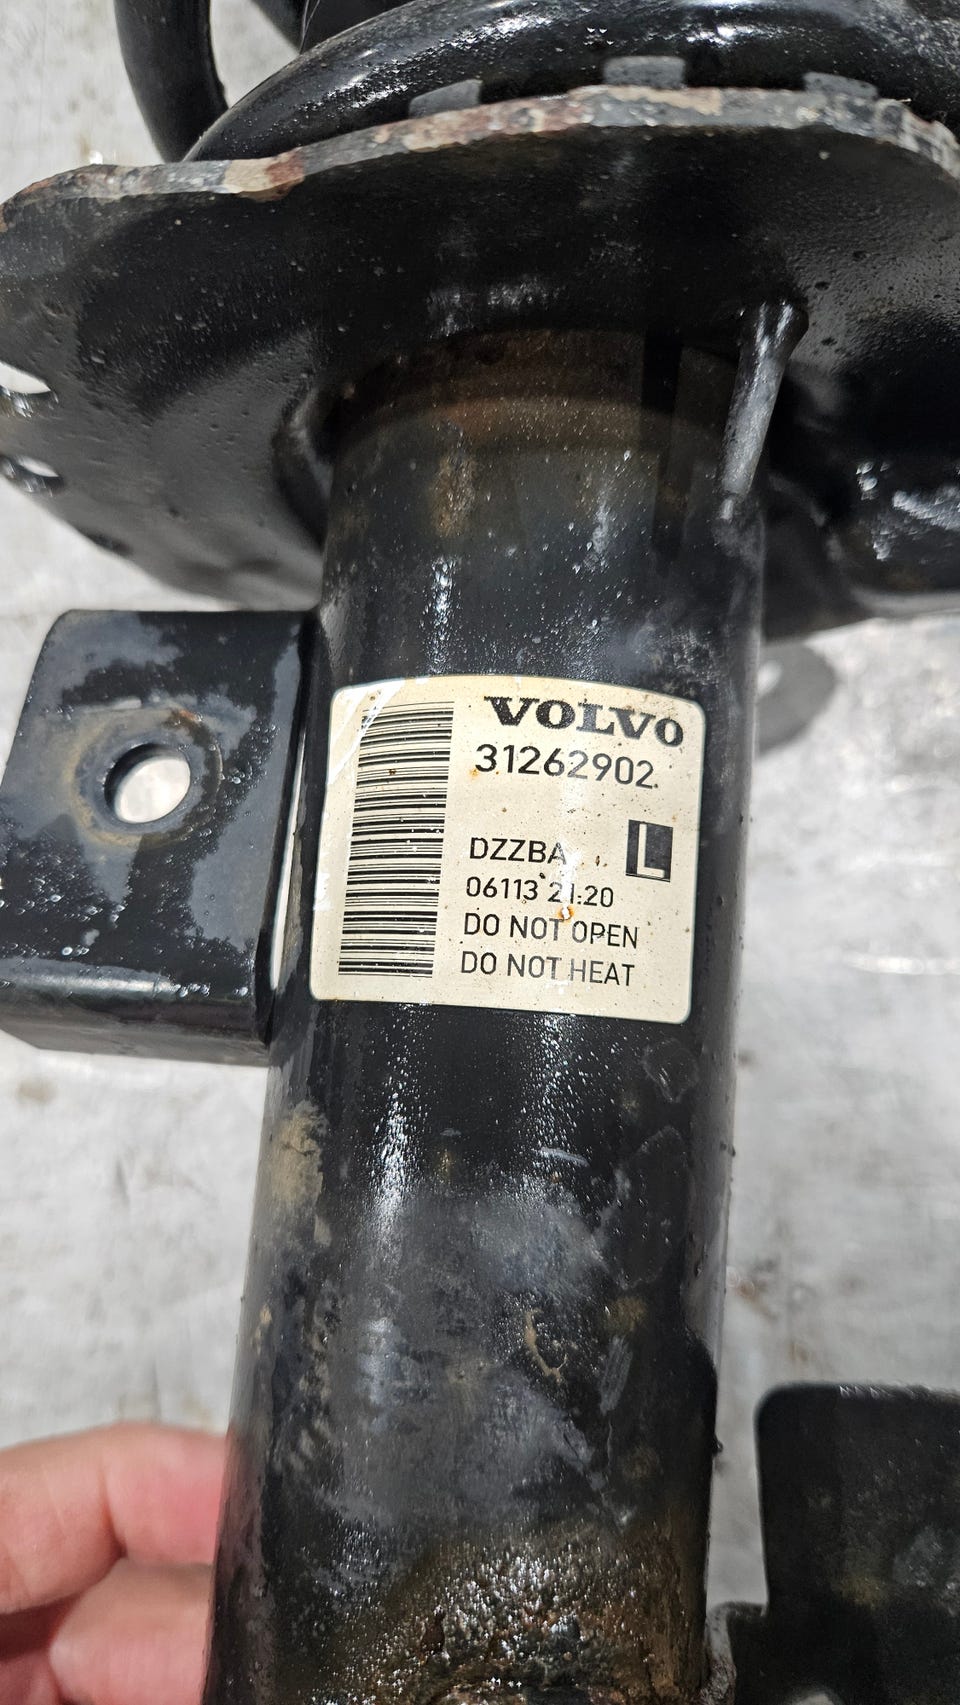 VOLVO
31262902
DZZBA L
06113 21:20
DO NOT OPEN
DO NOT HEAT